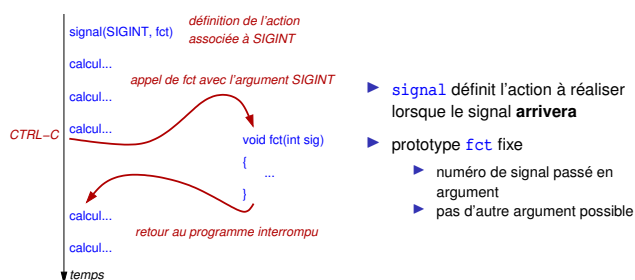 signal(SIGINT, fct)
définition de l'action
associée à SIGINT
calcul...
appel de fct avec l'argument SIGINT
calcul...
CTRL–C
calcul...
void fct(int sig)
{
...
}
calcul...
retour au programme interrompu
calcul...
temps
▶ signal définit l'action à réaliser
lorsque le signal arrivera
▶ prototype fct fixe
▶ numéro de signal passé en
argument
▶ pas d'autre argument possible